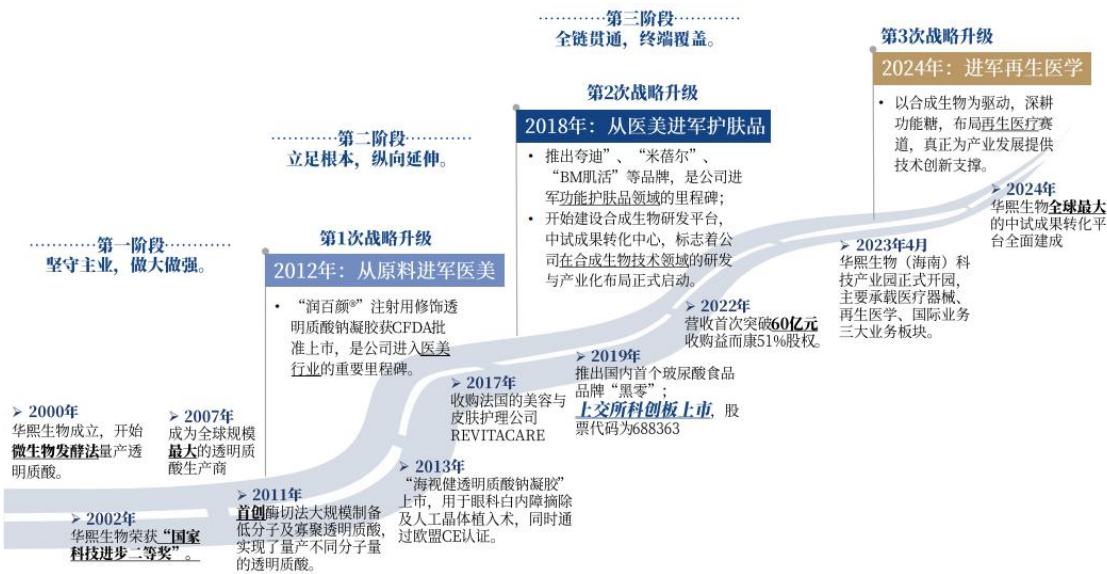 ············第一阶段············
坚守主业，做大做强。
➢ 2000年
华熙生物成立，开始
微生物发酵法量产透
明质酸。
➢ 2002年
华熙生物荣获“国家
科技进步二等奖”。
➢ 2007年
成为全球规模
最大的透明质
酸生产商
➢ 2011年
首创酶切法大规模制备
低分子及寡聚透明质酸，
实现了量产不同分子量
的透明质酸。
············第二阶段············
立足根本，纵向延伸。
第1次战略升级
2012年：从原料进军医美
• “润百颜®”注射用修饰透
明质酸钠凝胶获CFDA批
准上市，是公司进入医美
行业的重要里程碑。
➢ 2013年
“海视健透明质酸钠凝胶”
上市，用于眼科白内障摘除
及人工晶体植入术，同时通
过欧盟CE认证。
➢ 2017年
收购法国的美容与
皮肤护理公司
REVITACARE
············第三阶段············
全链贯通，终端覆盖。
第2次战略升级
2018年：从医美进军护肤品
• 推出夸迪”、“米蓓尔”、
“BM肌活”等品牌，是公司进
军功能护肤品领域的里程碑；
• 开始建设合成生物研发平台，
中试成果转化中心，标志着公
司在合成生物技术领域的研发
与产业化布局正式启动。
➢ 2019年
推出国内首个玻尿酸食品
品牌“黑零”；
上交所科创板上市，股
票代码为688363
➢ 2022年
营收首次突破60亿元
收购益而康51%股权。
第3次战略升级
2024年：进军再生医学
• 以合成生物为驱动，深耕
功能糖，布局再生医疗赛
道，真正为产业发展提供
技术创新支撑。
➢ 2023年4月
华熙生物（海南）科
技产业园正式开园，
主要承载医疗器械、
再生医学、国际业务
三大业务板块。
➢ 2024年
华熙生物全球最大
的中试成果转化平
台全面建成